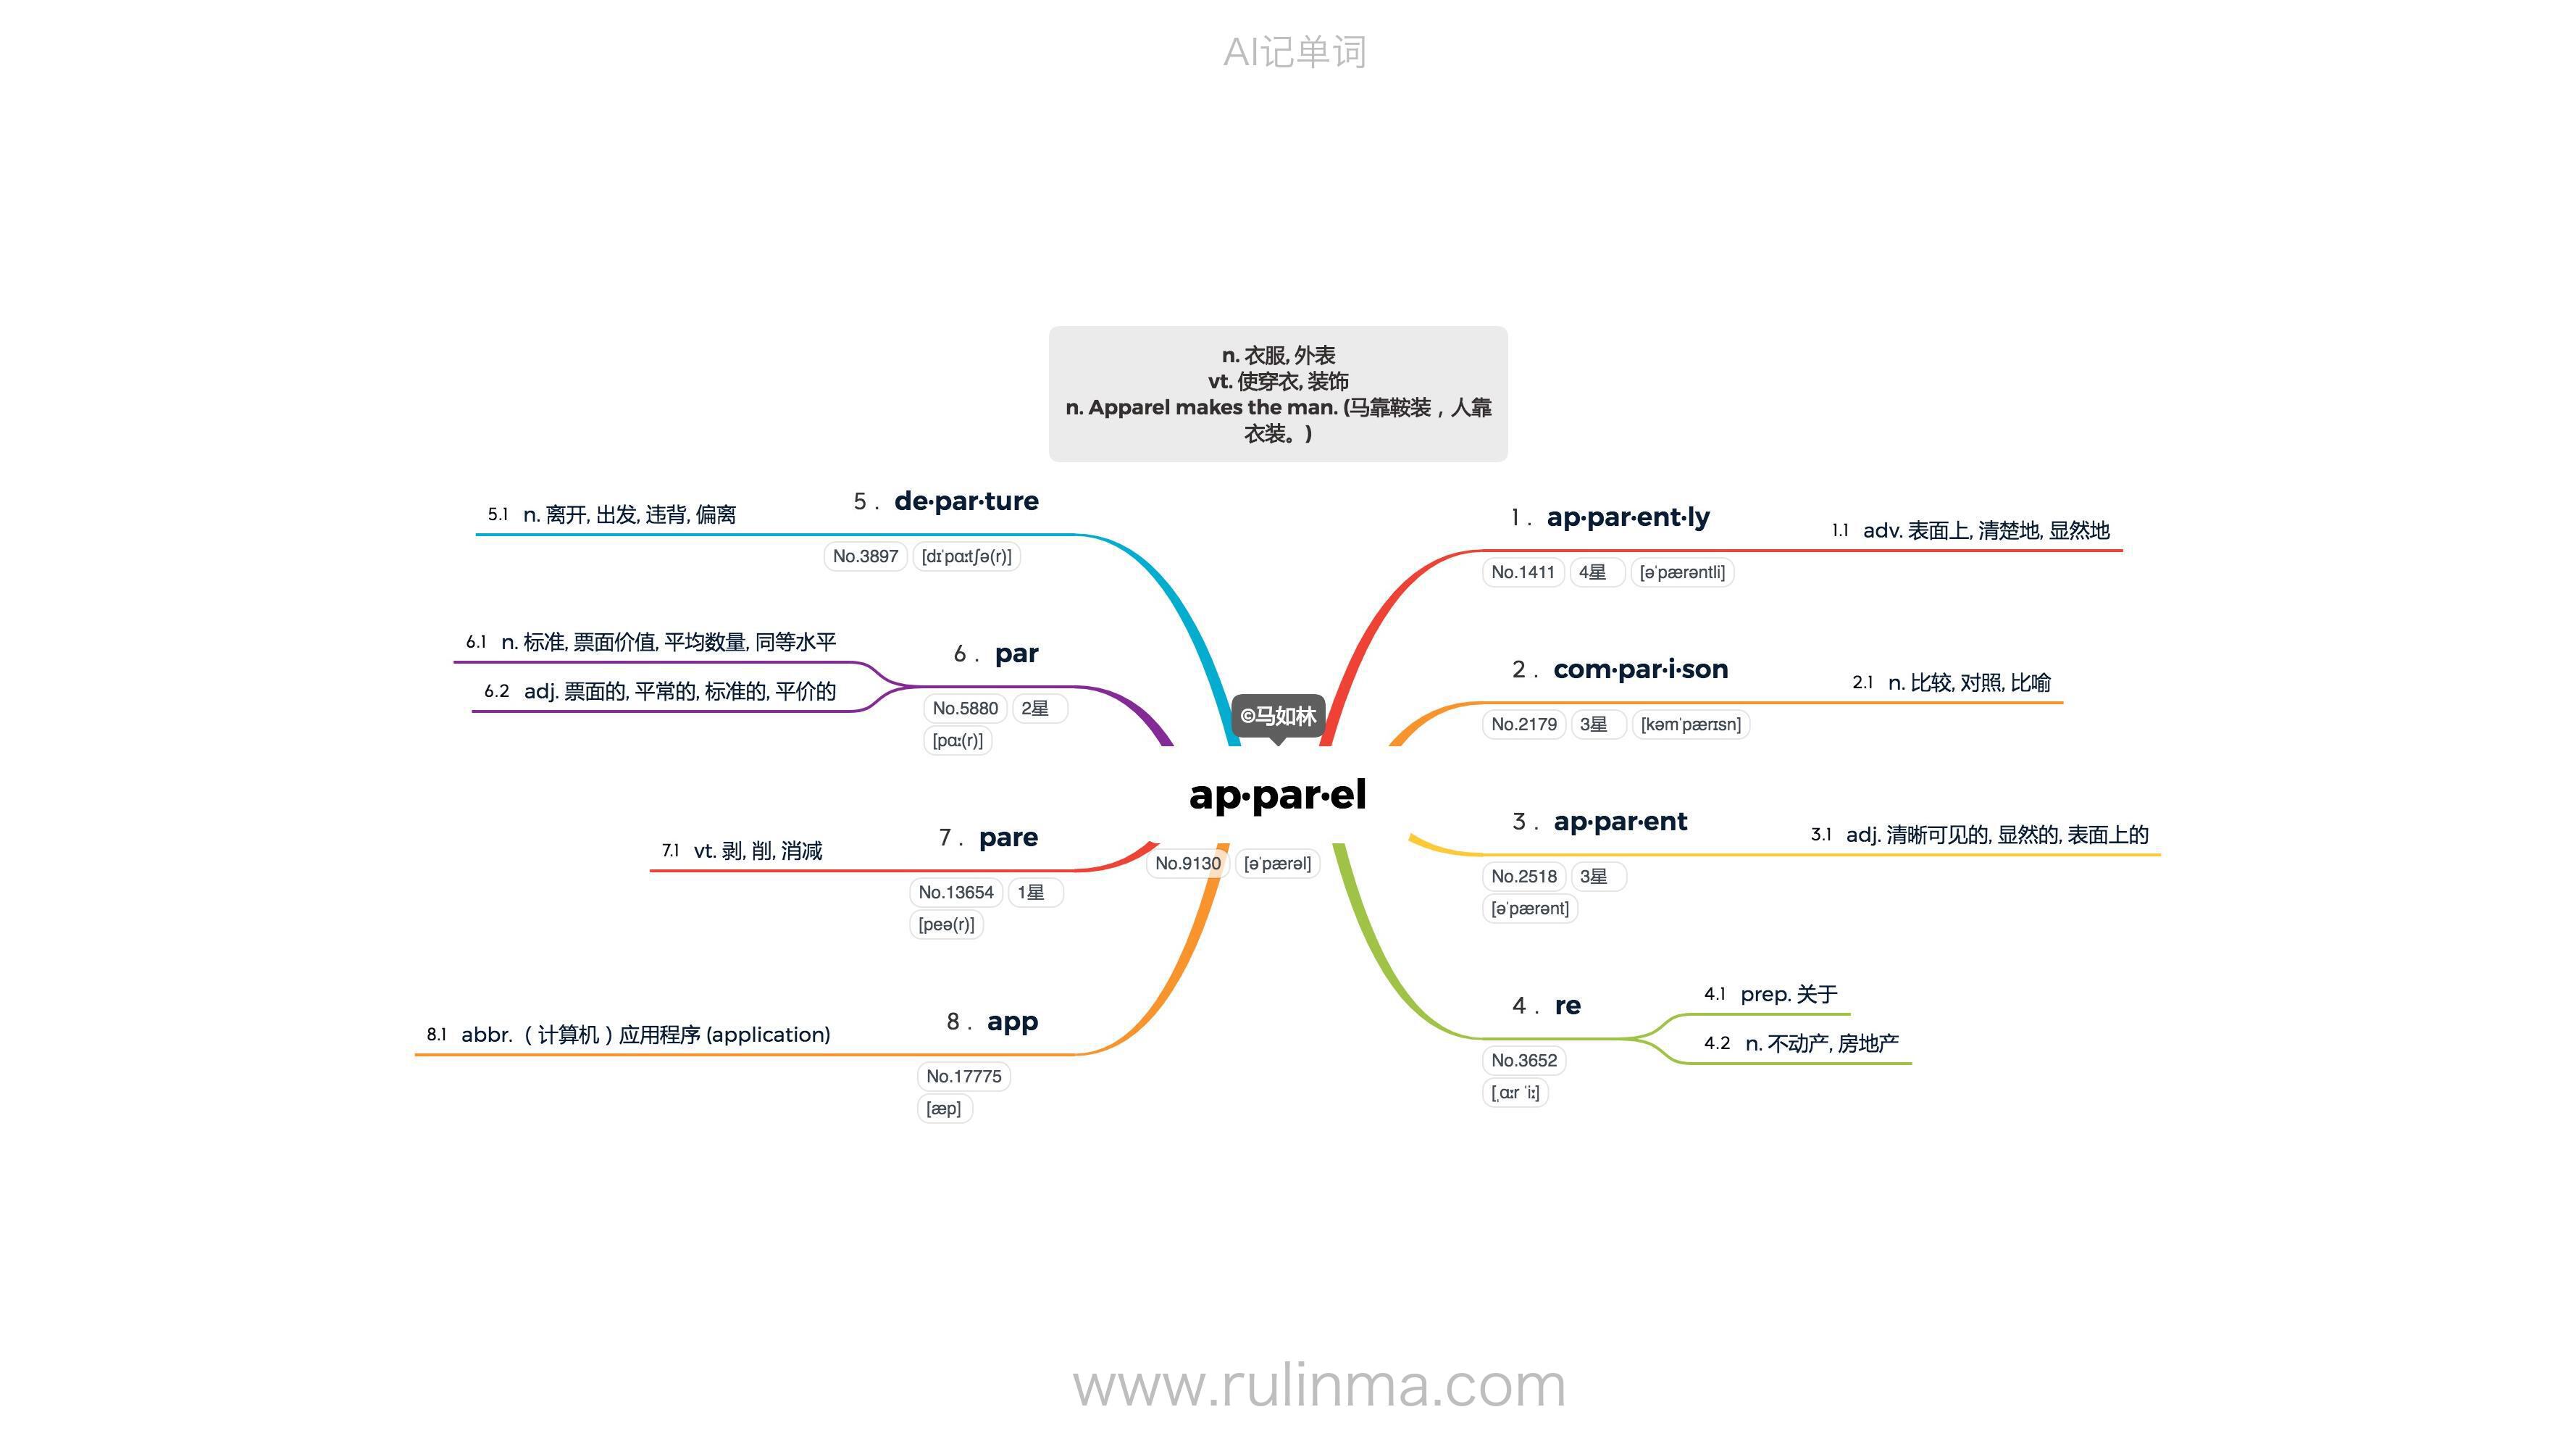 AI记单词
n. 衣服, 外表
vt. 使穿衣, 装饰
n. Apparel makes the man. (马靠鞍装，人靠
衣装。)
©马如林
ap·par·el
No.9130 [əˈpærəl]
1. ap·par·ent·ly
No.1411 4星 [əˈpærəntli]
1.1 adv. 表面上, 清楚地, 显然地
2. com·par·i·son
No.2179 3星 [kəmˈpærɪsn]
2.1 n. 比较, 对照, 比喻
3. ap·par·ent
No.2518 3星
[əˈpærənt]
3.1 adj. 清晰可见的, 显然的, 表面上的
4. re
No.3652
[ˌɑːr ˈiː]
4.1 prep. 关于
4.2 n. 不动产, 房地产
5. de·par·ture
No.3897 [dɪˈpɑːtʃə(r)]
5.1 n. 离开, 出发, 违背, 偏离
6. par
No.5880 2星
[pɑː(r)]
6.1 n. 标准, 票面价值, 平均数量, 同等水平
6.2 adj. 票面的, 平常的, 标准的, 平价的
7. pare
No.13654 1星
[peə(r)]
7.1 vt. 剥, 削, 消减
8. app
No.17775
[æp]
8.1 abbr.（计算机）应用程序 (application)
www.rulinma.com